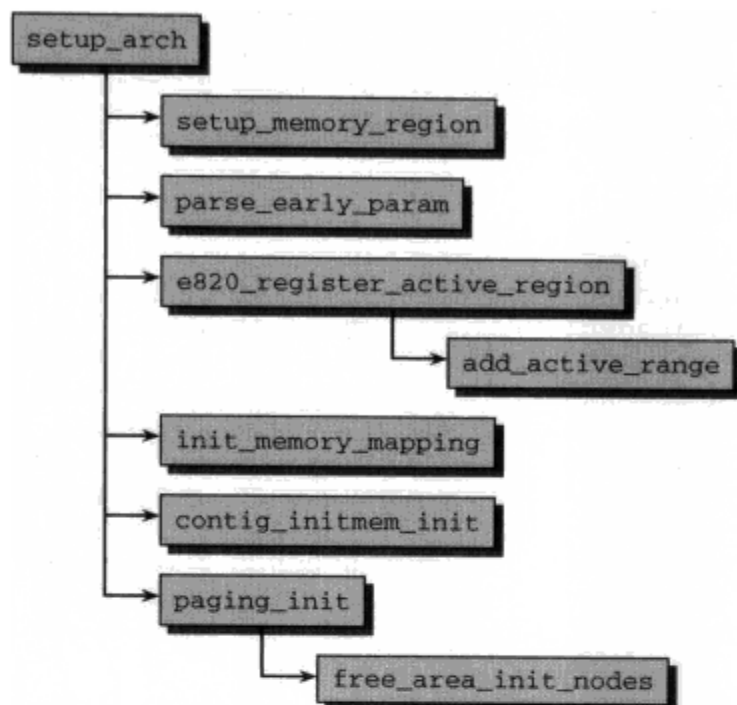 setup_arch
setup_memory_region
parse_early_param
e820_register_active_region
add_active_range
init_memory_mapping
contig_initmem_init
paging_init
free_area_init_nodes